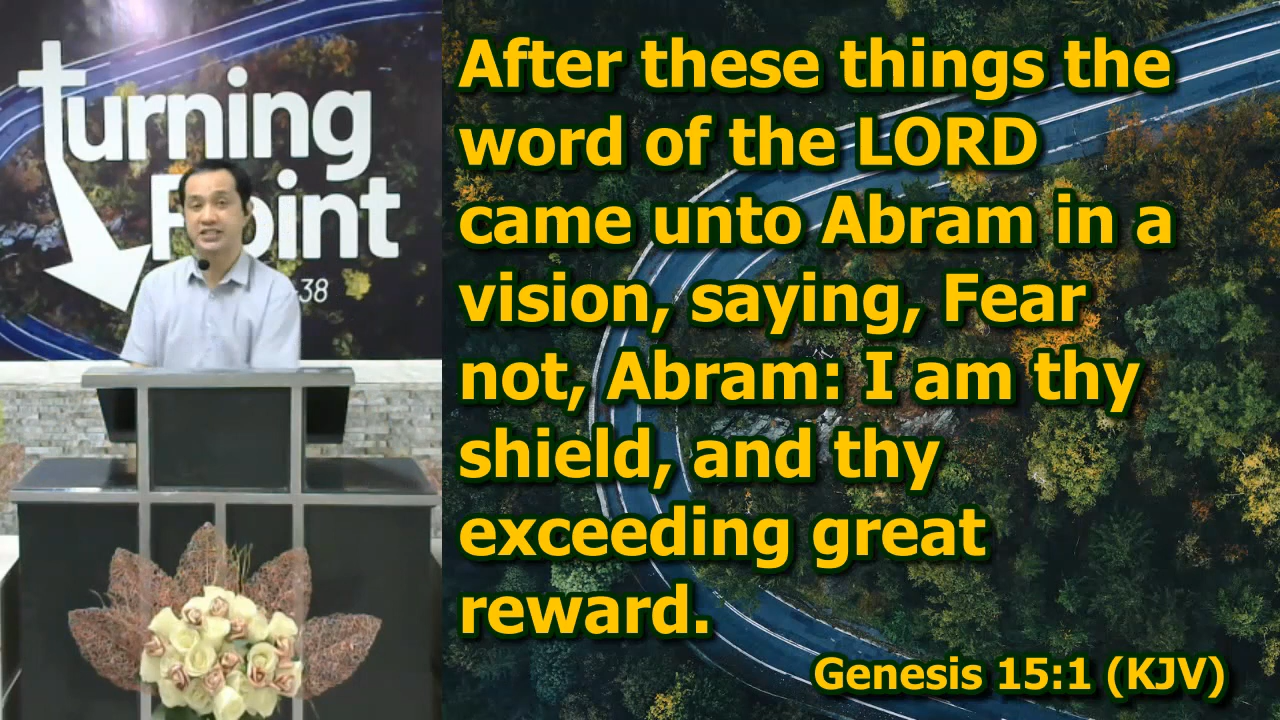 turning
Point
38
After these things the
word of the LORD
came unto Abram in a
vision, saying, Fear
not, Abram: I am thy
shield, and thy
exceeding great
reward.
Genesis 15:1 (KJV)